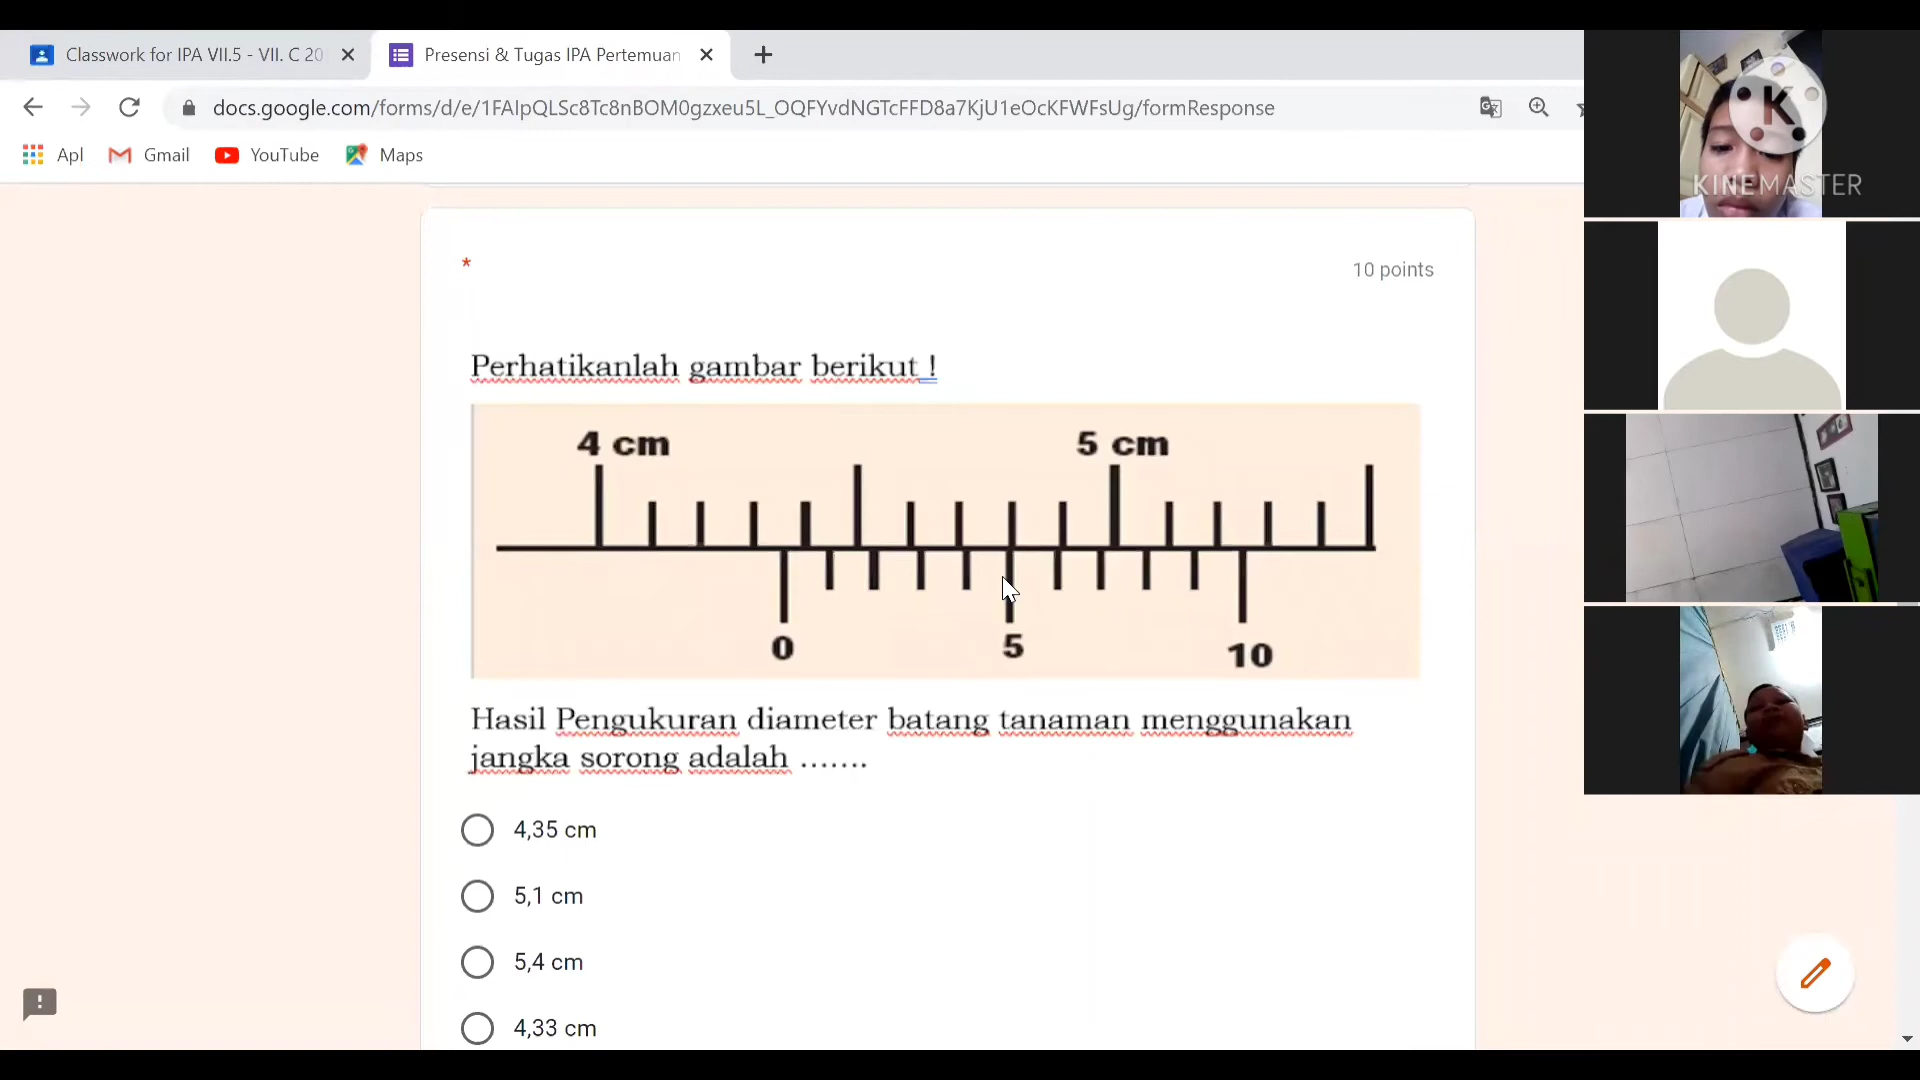 Classwork for IPA VII.5 - VII. C 20
Presensi & Tugas IPA Pertemuan
docs.google.com/forms/d/e/1FAIpQLSc8Tc8nBOM0gzxeu5L_OQFYvdNGTcFFD8a7KjU1eOcKFWFsUg/formResponse
Apl Gmail YouTube Maps
K
KINEMASTER
* 10 points
Perhatikanlah gambar berikut !
4 cm 5 cm
0 5 10
Hasil Pengukuran diameter batang tanaman menggunakan
jangka sorong adalah .......
4,35 cm
5,1 cm
5,4 cm
4,33 cm